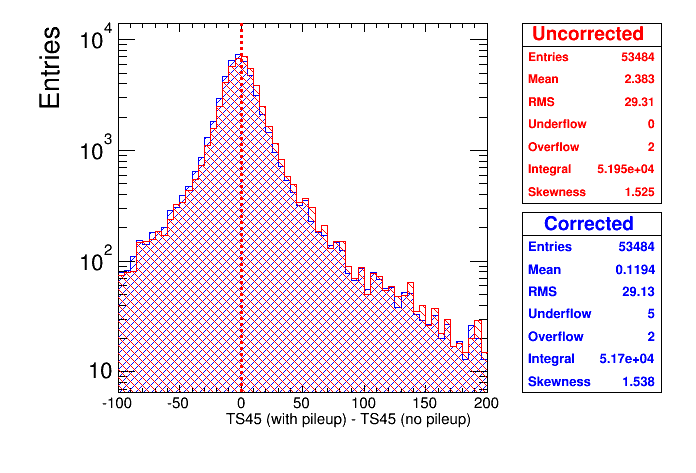 Entries
10^4
10^3
10^2
10
-100 -50 0 50 100 150 200
TS45 (with pileup) - TS45 (no pileup)
Uncorrected
Entries 53484
Mean 2.383
RMS 29.31
Underflow 0
Overflow 2
Integral 5.195e+04
Skewness 1.525
Corrected
Entries 53484
Mean 0.1194
RMS 29.13
Underflow 5
Overflow 2
Integral 5.17e+04
Skewness 1.538